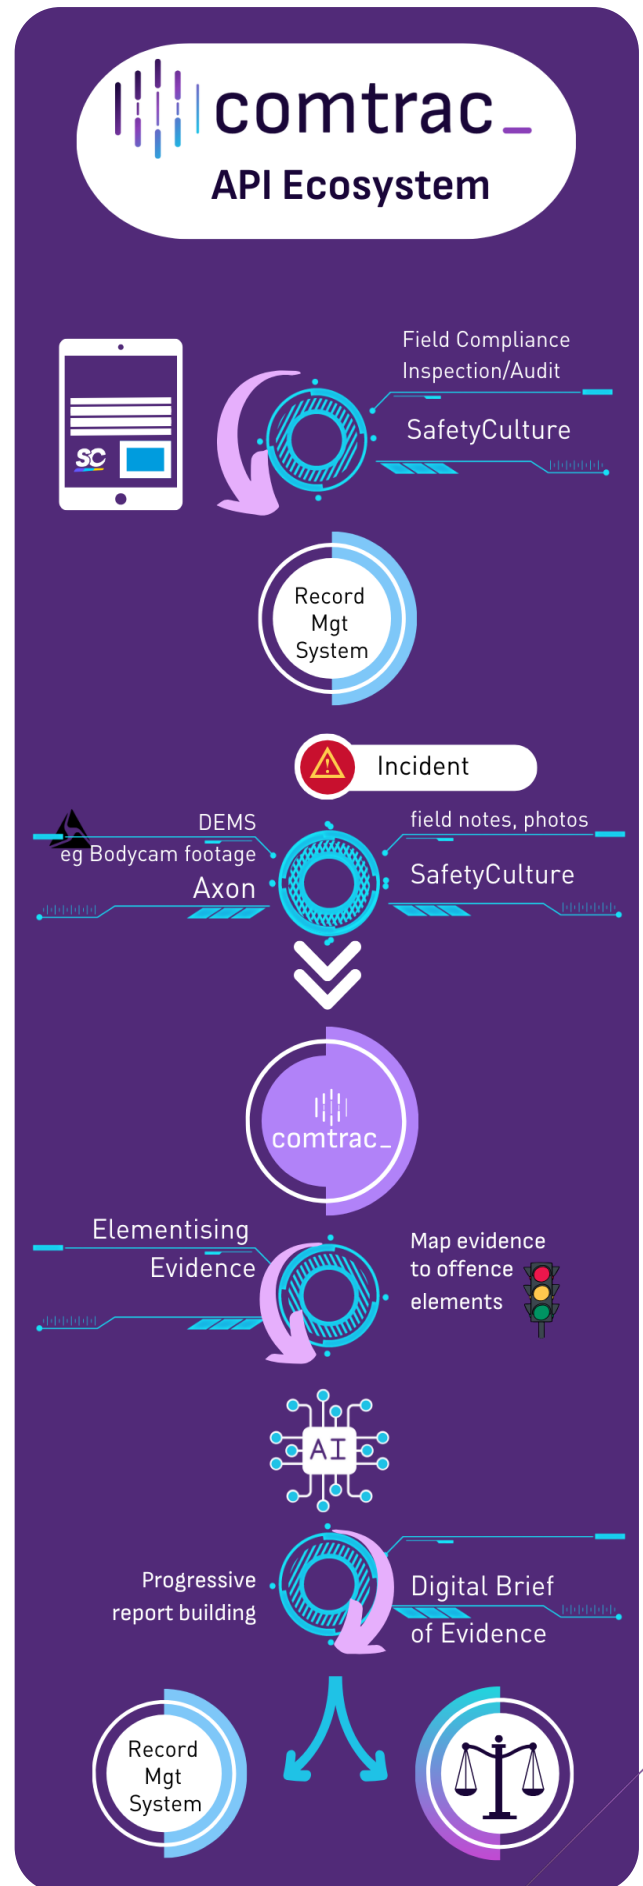 comtrac_
API Ecosystem
Field Compliance
Inspection/Audit
SafetyCulture
SC
Record
Mgt
System
Incident
DEMS
eg Bodycam footage
Axon
field notes, photos
SafetyCulture
comtrac_
Elementising
Evidence
Map evidence
to offence
elements
AI
Progressive
report building
Digital Brief
of Evidence
Record
Mgt
System